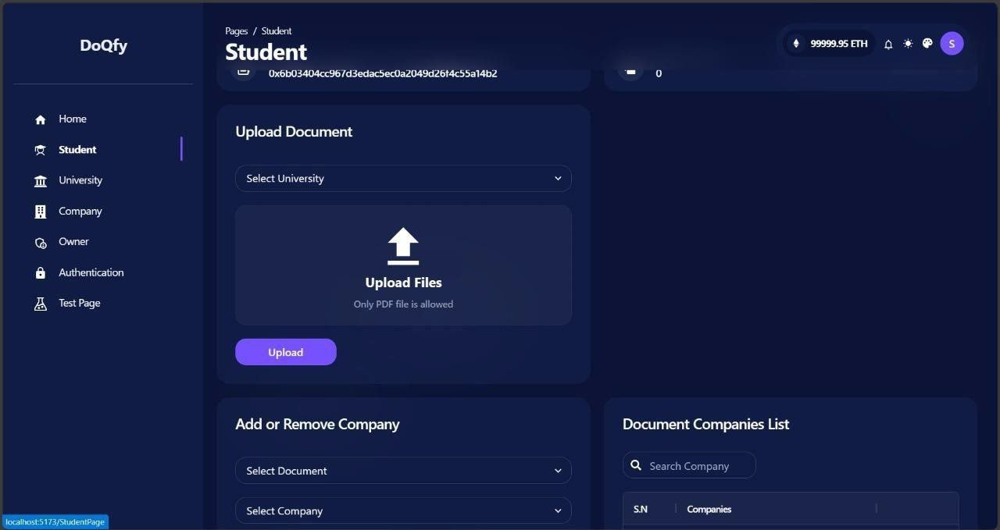 DoQfy
Home
Student
University
Company
Owner
Authentication
Test Page
Pages / Student
Student
99999.95 ETH
S
0x6b03404cc967d3edac5ec0a2049d26f4c55a14b2
0
Upload Document
Select University
Upload Files
Only PDF file is allowed
Upload
Add or Remove Company
Select Document
Select Company
Document Companies List
Search Company
S.N
Companies
localhost:5173/StudentPage